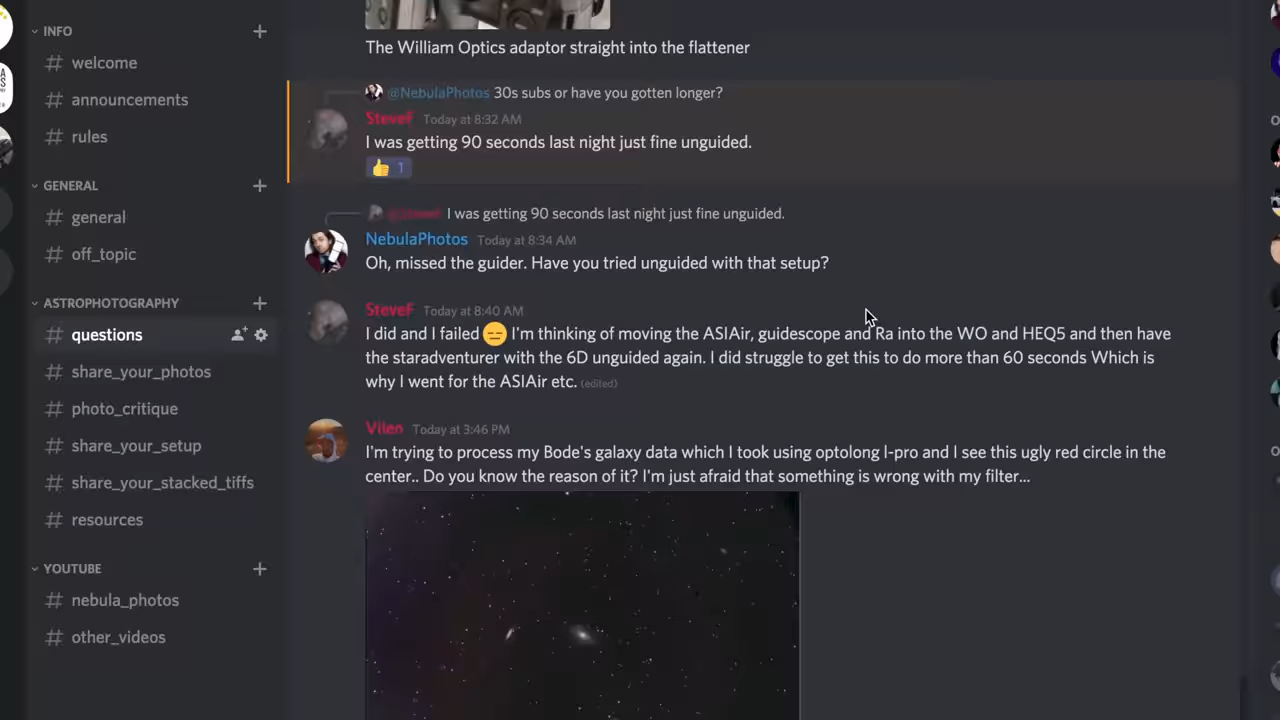 INFO
welcome
announcements
rules
GENERAL
general
off_topic
ASTROPHOTOGRAPHY
questions
share_your_photos
photo_critique
share_your_setup
share_your_stacked_tiffs
resources
YOUTUBE
nebula_photos
other_videos
The William Optics adaptor straight into the flattener
@NebulaPhotos 30s subs or have you gotten longer?
SteveF Today at 8:32 AM
I was getting 90 seconds last night just fine unguided.
1
I was getting 90 seconds last night just fine unguided.
NebulaPhotos Today at 8:34 AM
Oh, missed the guider. Have you tried unguided with that setup?
SteveF Today at 8:40 AM
I did and I failed 😑 I'm thinking of moving the ASIAir, guidescope and Ra into the WO and HEQ5 and then have
the staradventurer with the 6D unguided again. I did struggle to get this to do more than 60 seconds Which is
why I went for the ASIAir etc. (edited)
Vilen Today at 3:46 PM
I'm trying to process my Bode's galaxy data which I took using optolong l-pro and I see this ugly red circle in the
center.. Do you know the reason of it? I'm just afraid that something is wrong with my filter...